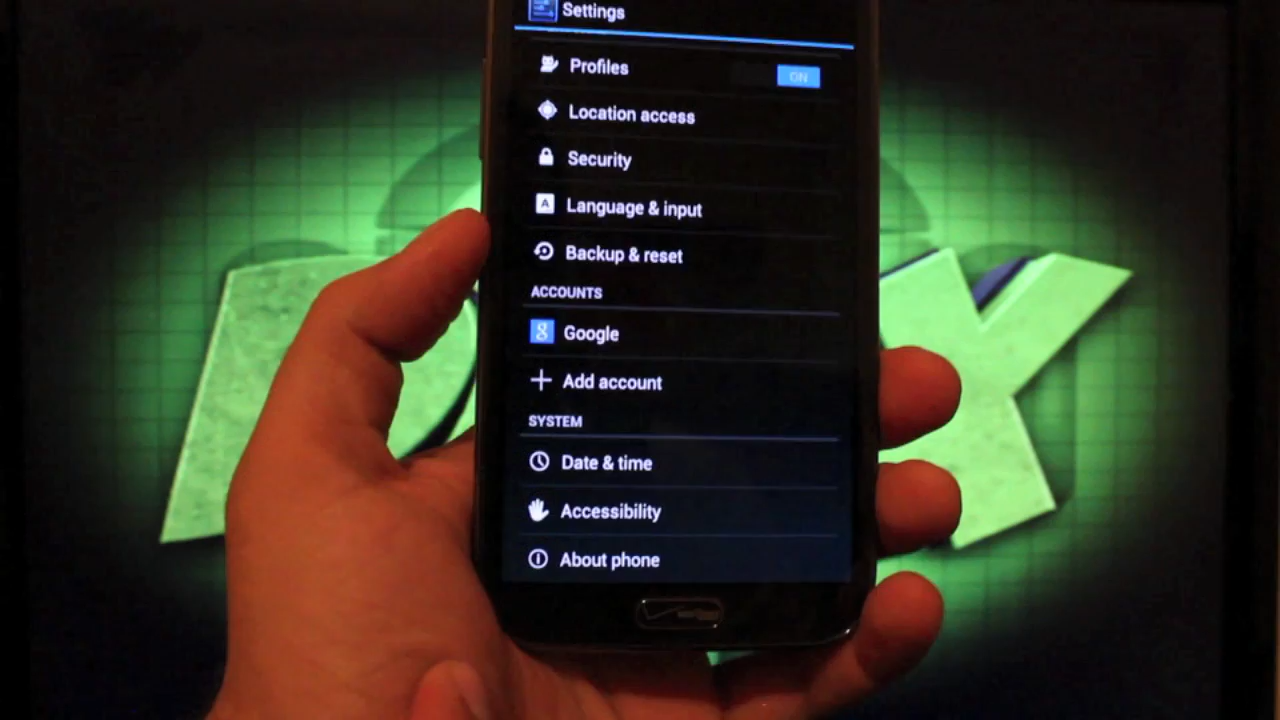 Settings
Profiles
ON
Location access
Security
A
Language & input
Backup & reset
ACCOUNTS
g
Google
Add account
SYSTEM
Date & time
Accessibility
About phone